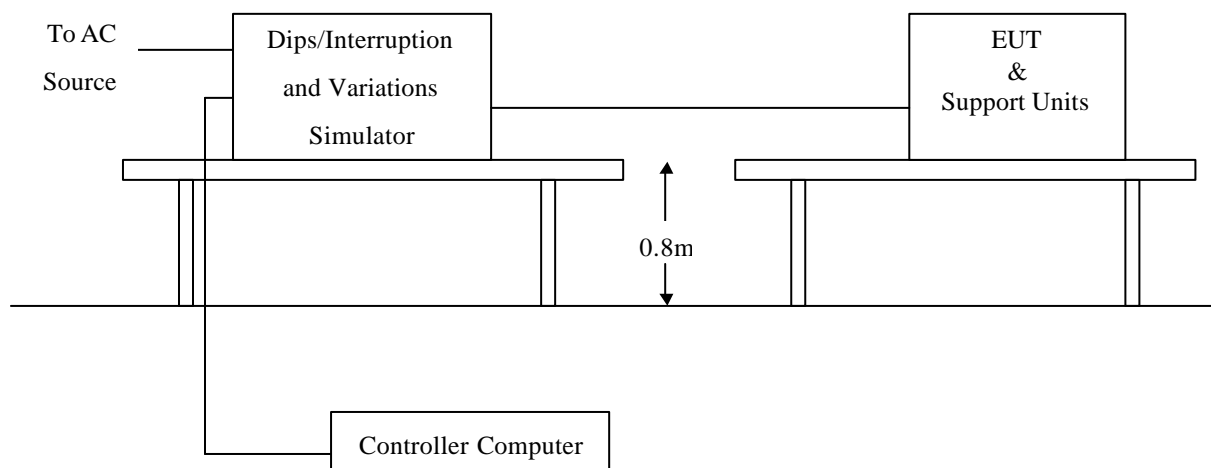 To AC
Source
Dips/Interruption
and Variations
Simulator
EUT
&
Support Units
0.8m
Controller Computer